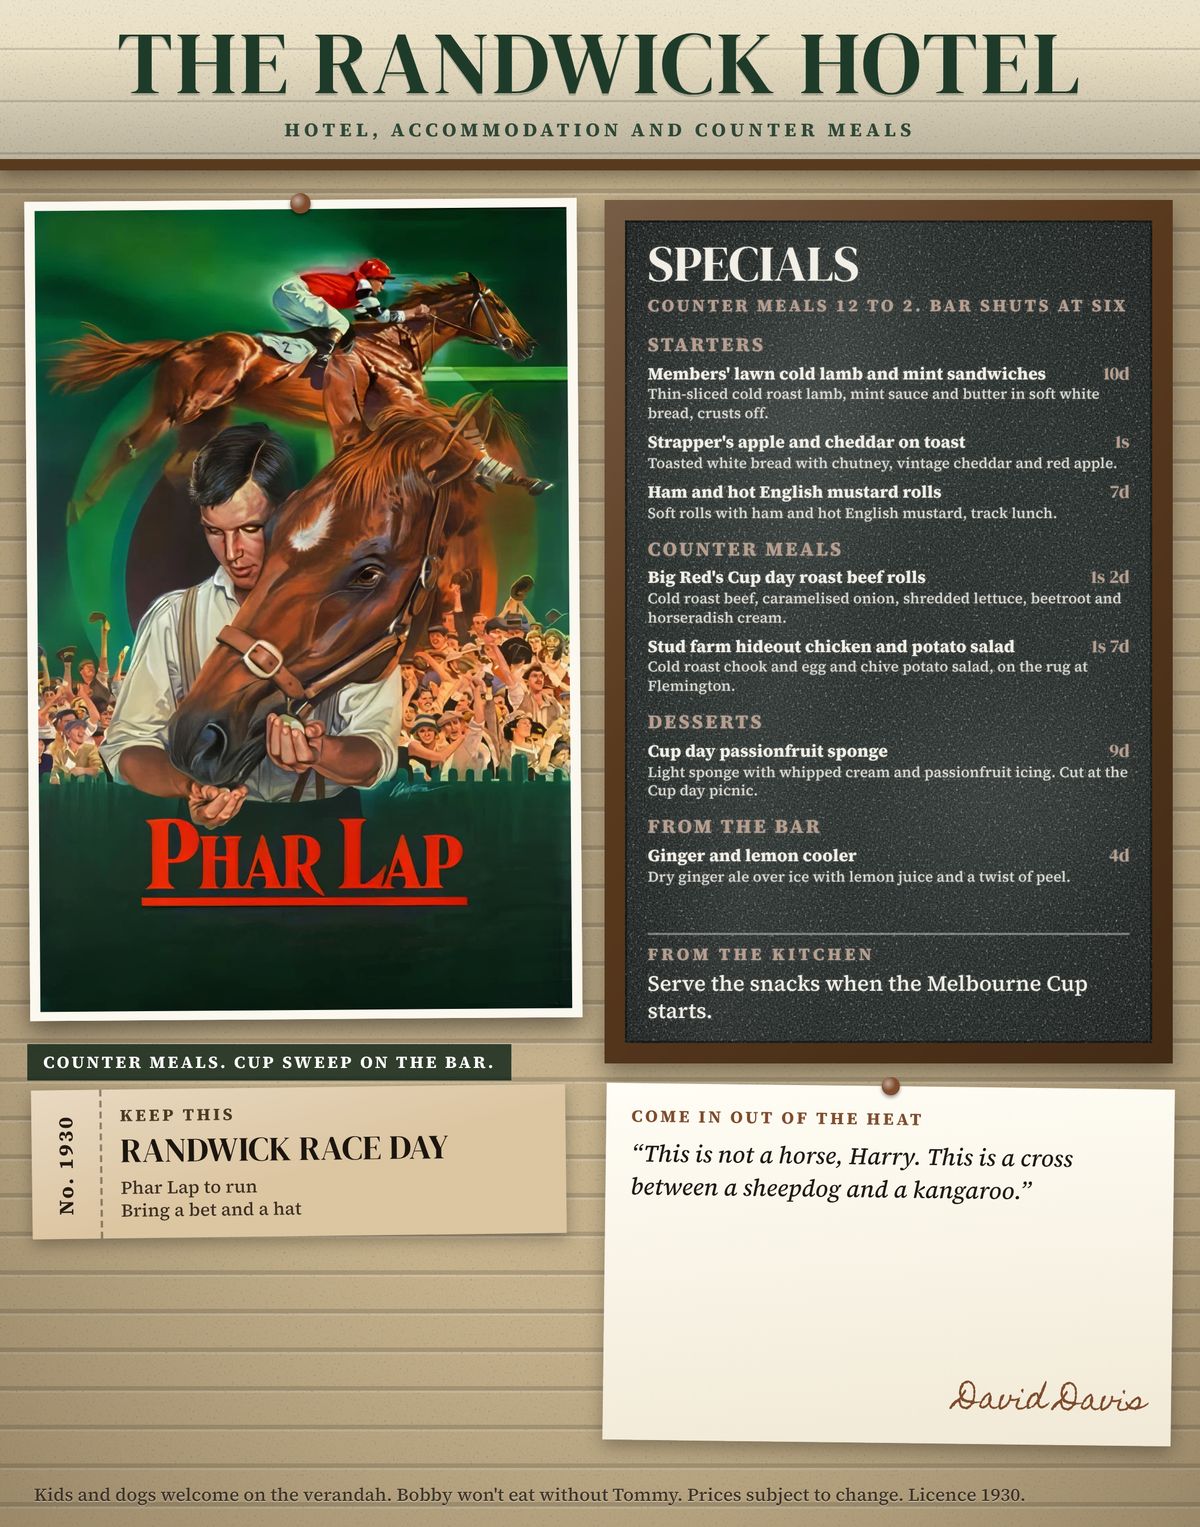 THE RANDWICK HOTEL
HOTEL, ACCOMMODATION AND COUNTER MEALS
2
PHAR LAP
COUNTER MEALS. CUP SWEEP ON THE BAR.
No. 1930
KEEP THIS
RANDWICK RACE DAY
Phar Lap to run
Bring a bet and a hat
SPECIALS
COUNTER MEALS 12 TO 2. BAR SHUTS AT SIX
STARTERS
Members' lawn cold lamb and mint sandwiches 10d
Thin-sliced cold roast lamb, mint sauce and butter in soft white
bread, crusts off.
Strapper's apple and cheddar on toast 1s
Toasted white bread with chutney, vintage cheddar and red apple.
Ham and hot English mustard rolls 7d
Soft rolls with ham and hot English mustard, track lunch.
COUNTER MEALS
Big Red's Cup day roast beef rolls 1s 2d
Cold roast beef, caramelised onion, shredded lettuce, beetroot and
horseradish cream.
Stud farm hideout chicken and potato salad 1s 7d
Cold roast chook and egg and chive potato salad, on the rug at
Flemington.
DESSERTS
Cup day passionfruit sponge 9d
Light sponge with whipped cream and passionfruit icing. Cut at the
Cup day picnic.
FROM THE BAR
Ginger and lemon cooler 4d
Dry ginger ale over ice with lemon juice and a twist of peel.
FROM THE KITCHEN
Serve the snacks when the Melbourne Cup
starts.
COME IN OUT OF THE HEAT
“This is not a horse, Harry. This is a cross
between a sheepdog and a kangaroo.”
David Davis
Kids and dogs welcome on the verandah. Bobby won't eat without Tommy. Prices subject to change. Licence 1930.